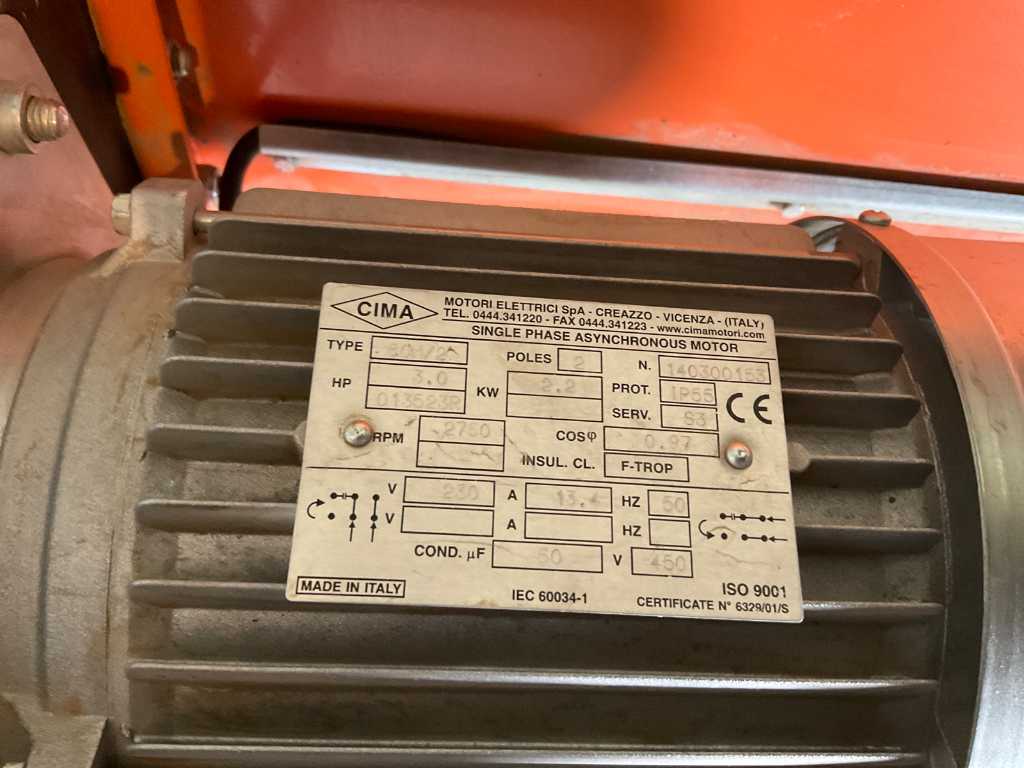 CIMA
MOTORI ELETTRICI SpA - CREAZZO - VICENZA - (ITALY)
TEL. 0444.341220 - FAX 0444.341223 - www.cimamotori.com
SINGLE PHASE ASYNCHRONOUS MOTOR
TYPE POLES 2 N. 140300153
HP 3.0 KW 2.2 PROT. IP55
013523R SERV. S3 CE
RPM COSφ 0.97
INSUL. CL. F-TROP
V 230 A 13.4 HZ 50
V A HZ
COND. µF V 450
MADE IN ITALY IEC 60034-1 ISO 9001
CERTIFICATE N° 6329/01/S